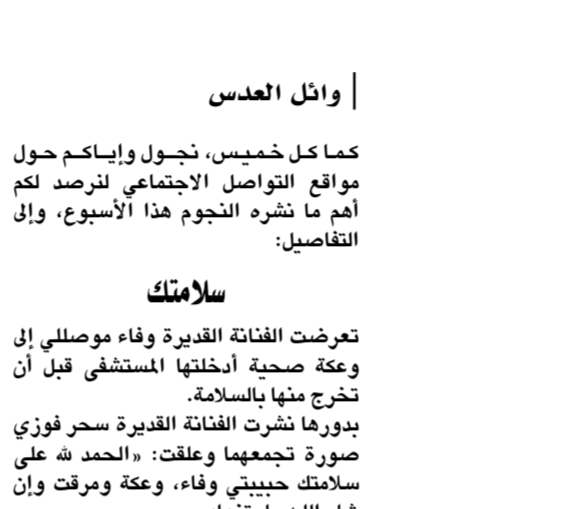 وائل العدس
كما كل خميس، نجول وإياكم حول
مواقع التواصل الاجتماعي لنرصد لكم
أهم ما نشره النجوم هذا الأسبوع، وإلى
التفاصيل:
سلامتك
تعرضت الفنانة القديرة وفاء موصللي إلى
وعكة صحية أدخلتها المستشفى قبل أن
تخرج منها بالسلامة.
بدورها نشرت الفنانة القديرة سحر فوزي
صورة تجمعهما وعلقت: «الحمد لله على
سلامتك حبيبتي وفاء، وعكة ومرقت وإن